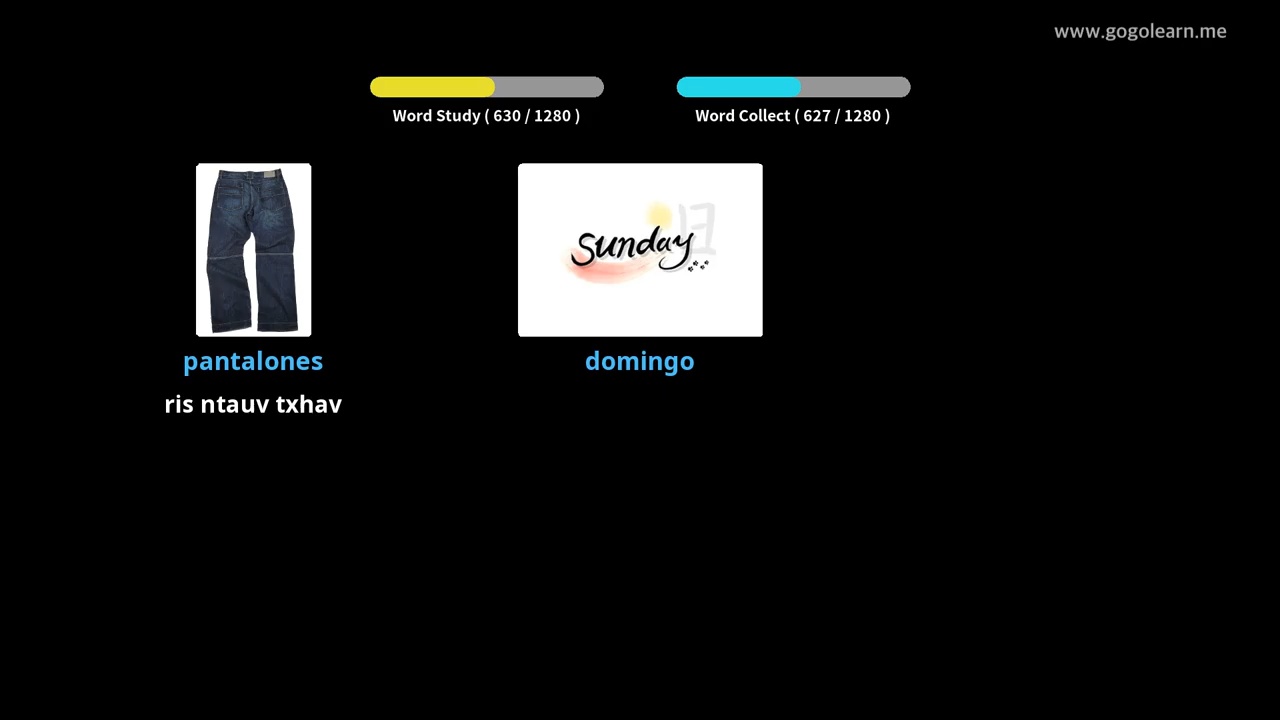 www.gogolearn.me
Word Study ( 630 / 1280 )
Word Collect ( 627 / 1280 )
Sunday
pantalones
domingo
ris ntauv txhav